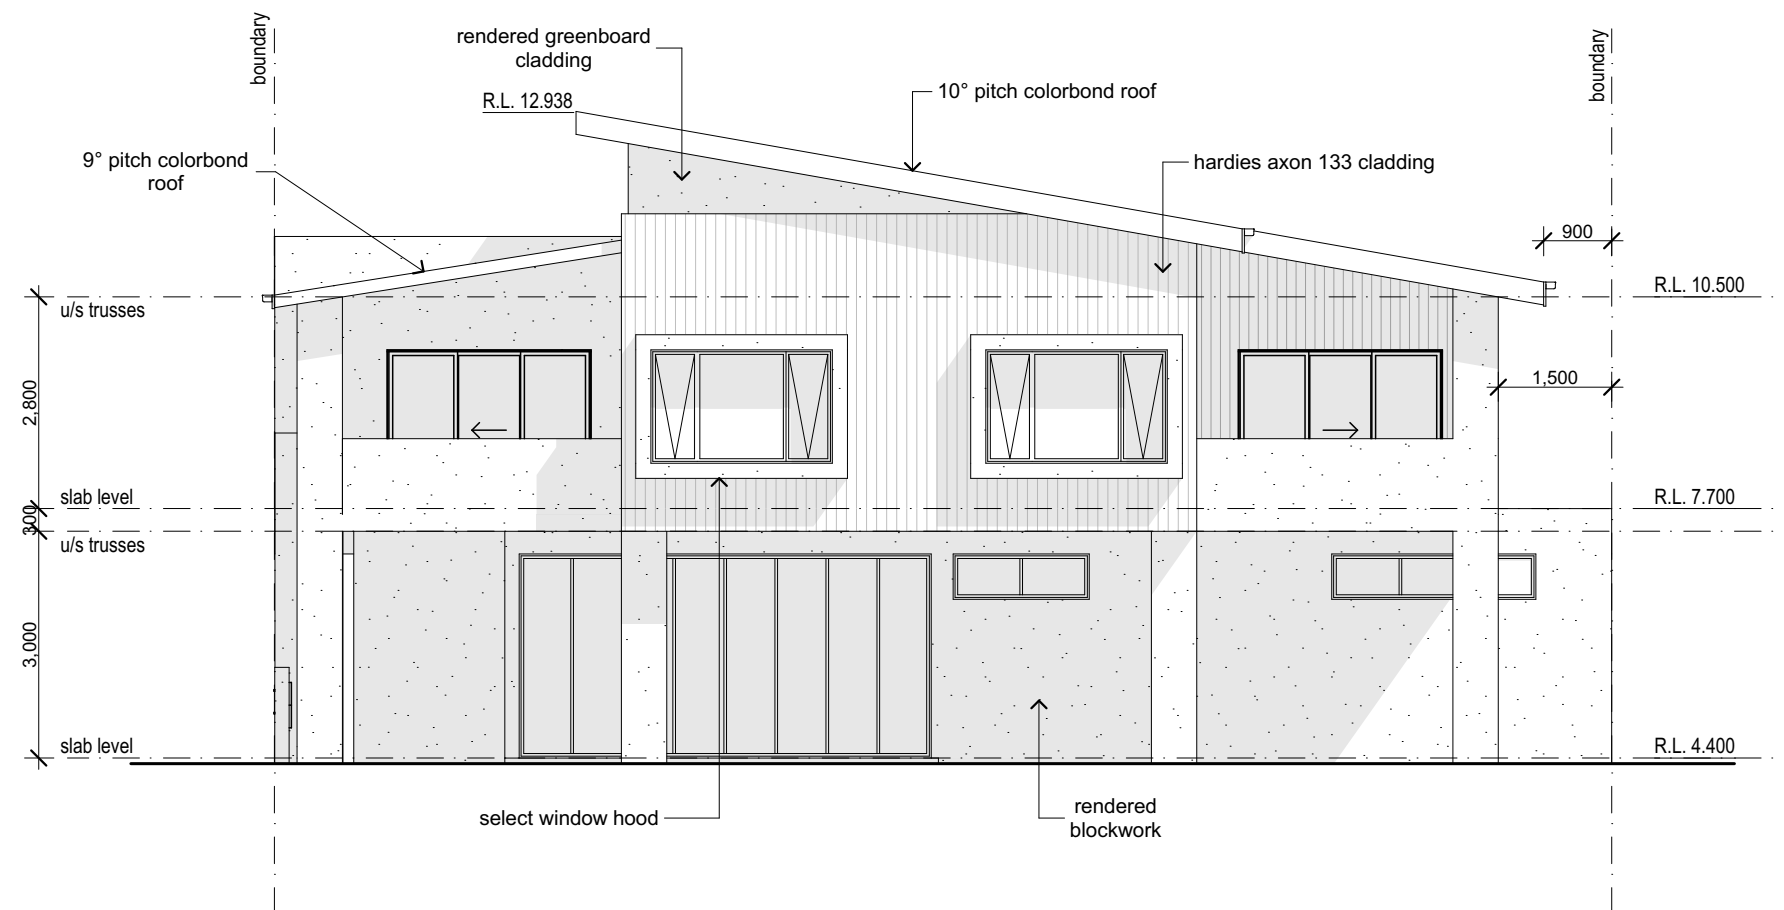 boundary
boundary
rendered greenboard
cladding
R.L. 12.938
10° pitch colorbond roof
9° pitch colorbond
roof
hardies axon 133 cladding
900
R.L. 10.500
u/s trusses
2,800
1,500
slab level
R.L. 7.700
300
u/s trusses
3,000
slab level
R.L. 4.400
select window hood
rendered
blockwork